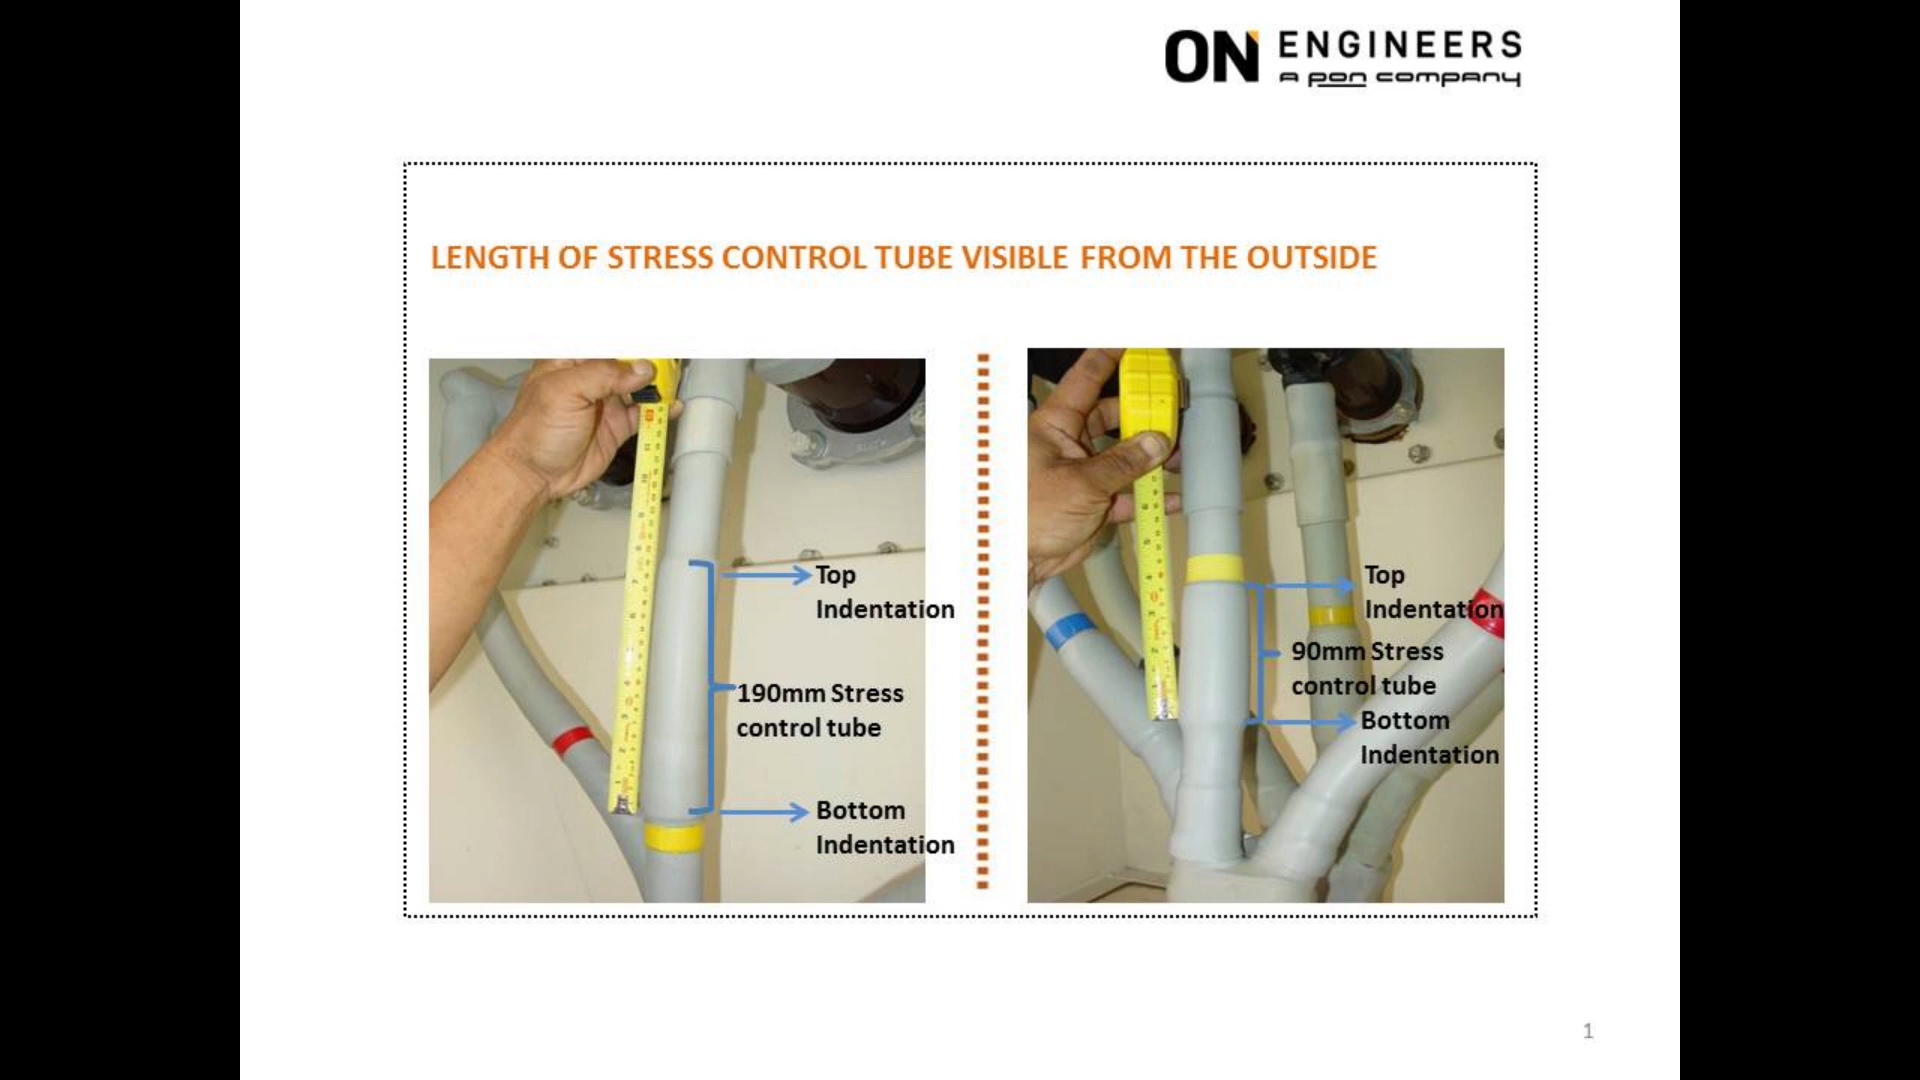 ON ENGINEERS
A pon company
LENGTH OF STRESS CONTROL TUBE VISIBLE FROM THE OUTSIDE
Top
Indentation
190mm Stress
control tube
Bottom
Indentation
Top
Indentation
90mm Stress
control tube
Bottom
Indentation
1